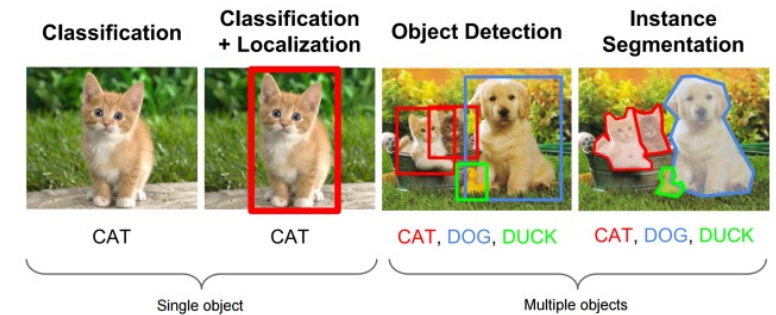 Classification
Classification
+ Localization
Object Detection
Instance
Segmentation
CAT
CAT
CAT, DOG, DUCK
CAT, DOG, DUCK
Single object
Multiple objects